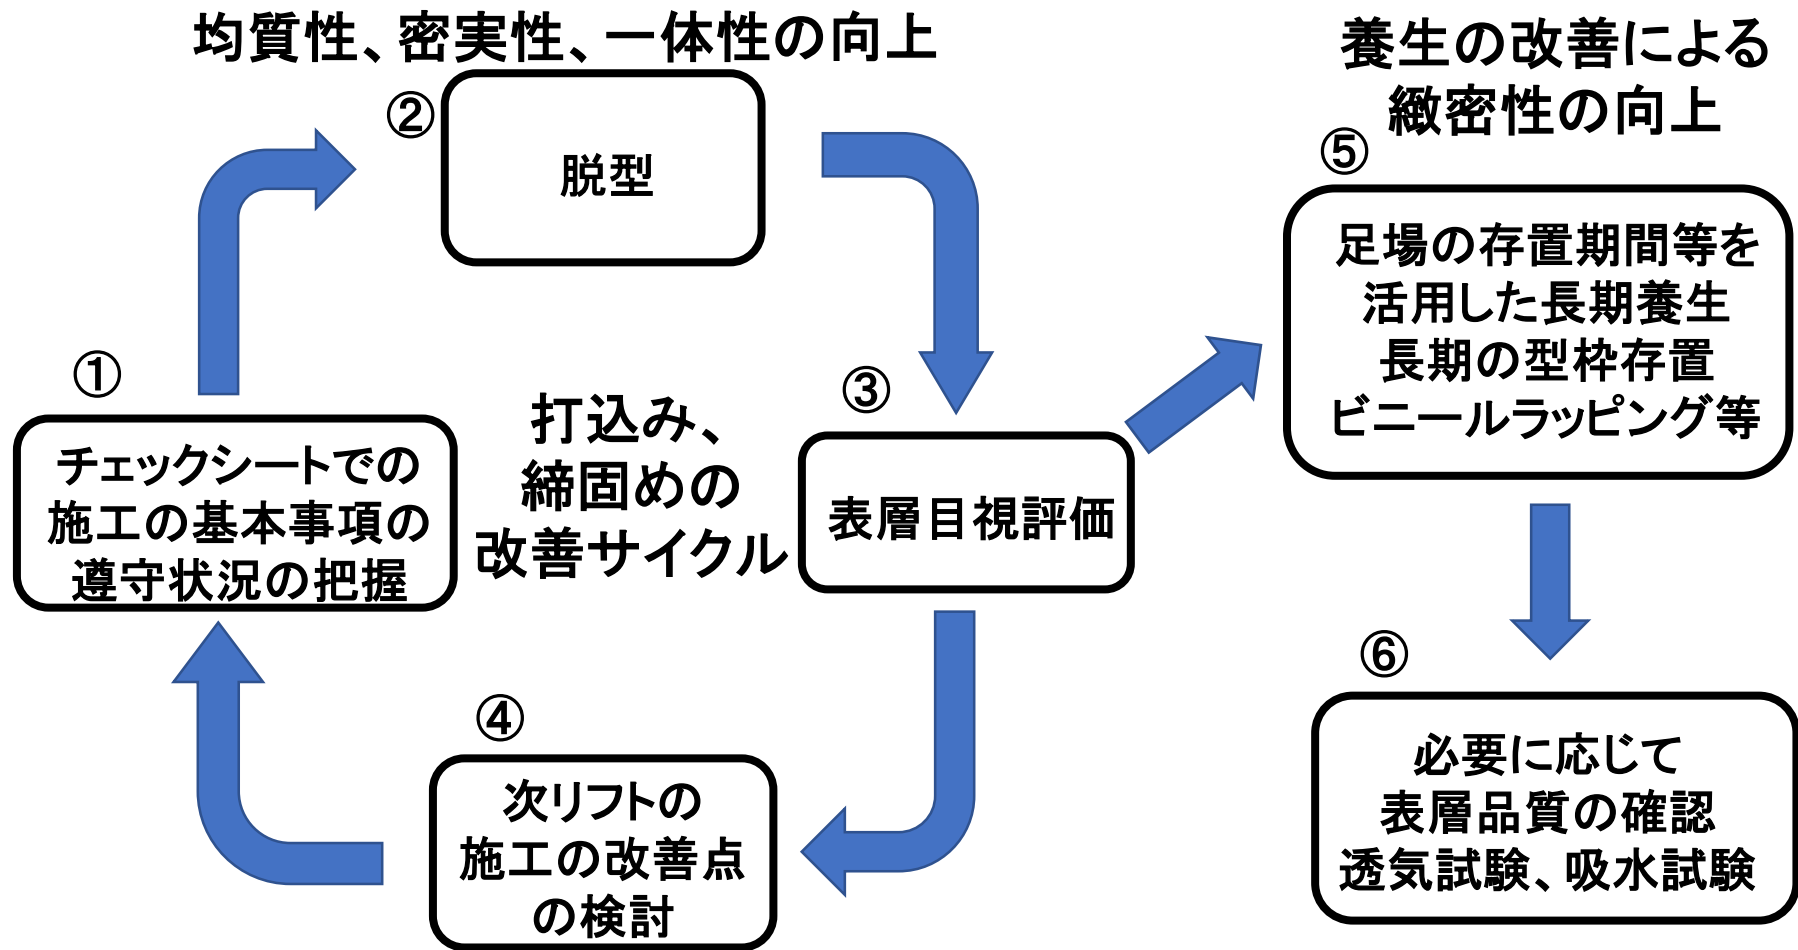 均質性、密実性、一体性の向上
②
脱型
①
チェックシートでの
施工の基本事項の
遵守状況の把握
打込み、
締固めの
改善サイクル
③
表層目視評価
④
次リフトの
施工の改善点
の検討
養生の改善による
緻密性の向上
⑤
足場の存置期間等を
活用した長期養生
長期の型枠存置
ビニールラッピング等
⑥
必要に応じて
表層品質の確認
透気試験、吸水試験